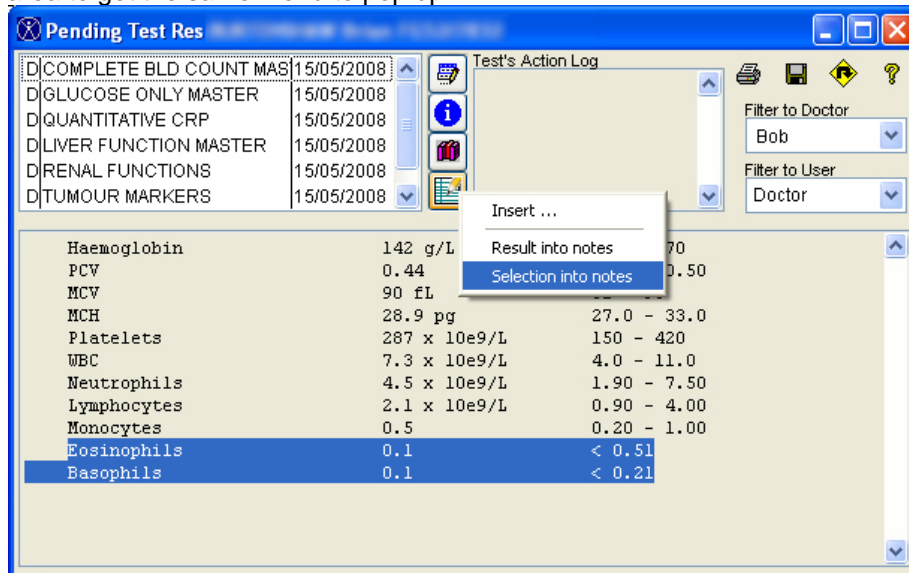 Pending Test Res
D COMPLETE BLD COUNT MAS 15/05/2008
D GLUCOSE ONLY MASTER 15/05/2008
D QUANTITATIVE CRP 15/05/2008
D LIVER FUNCTION MASTER 15/05/2008
D RENAL FUNCTIONS 15/05/2008
D TUMOUR MARKERS 15/05/2008
Test's Action Log
Filter to Doctor
Bob
Filter to User
Doctor
Insert ...
Result into notes
Selection into notes
Haemoglobin 142 g/L 70
PCV 0.44 0.50
MCV 90 fL
MCH 28.9 pg 27.0 - 33.0
Platelets 287 x 10e9/L 150 - 420
WBC 7.3 x 10e9/L 4.0 - 11.0
Neutrophils 4.5 x 10e9/L 1.90 - 7.50
Lymphocytes 2.1 x 10e9/L 0.90 - 4.00
Monocytes 0.5 0.20 - 1.00
Eosinophils 0.1 < 0.51
Basophils 0.1 < 0.21